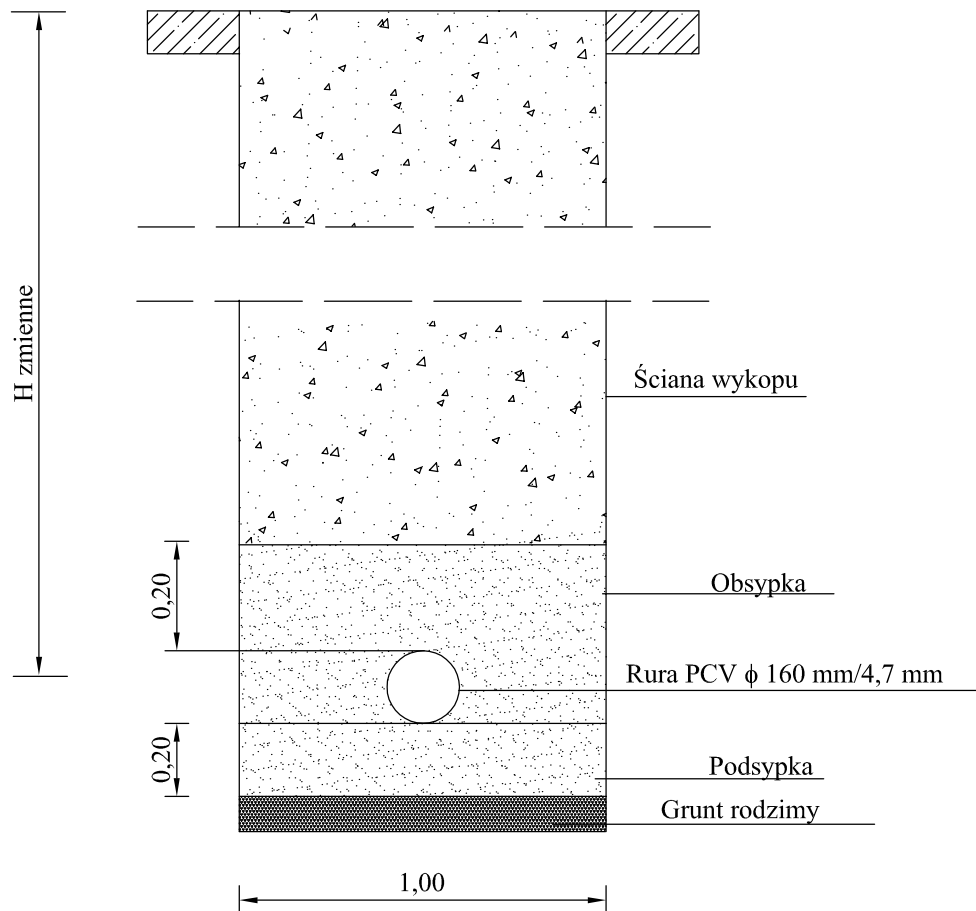 H zmienne
Ściana wykopu
0,20
Obsypka
Rura PCV ϕ 160 mm/4,7 mm
0,20
Podsypka
Grunt rodzimy
1,00